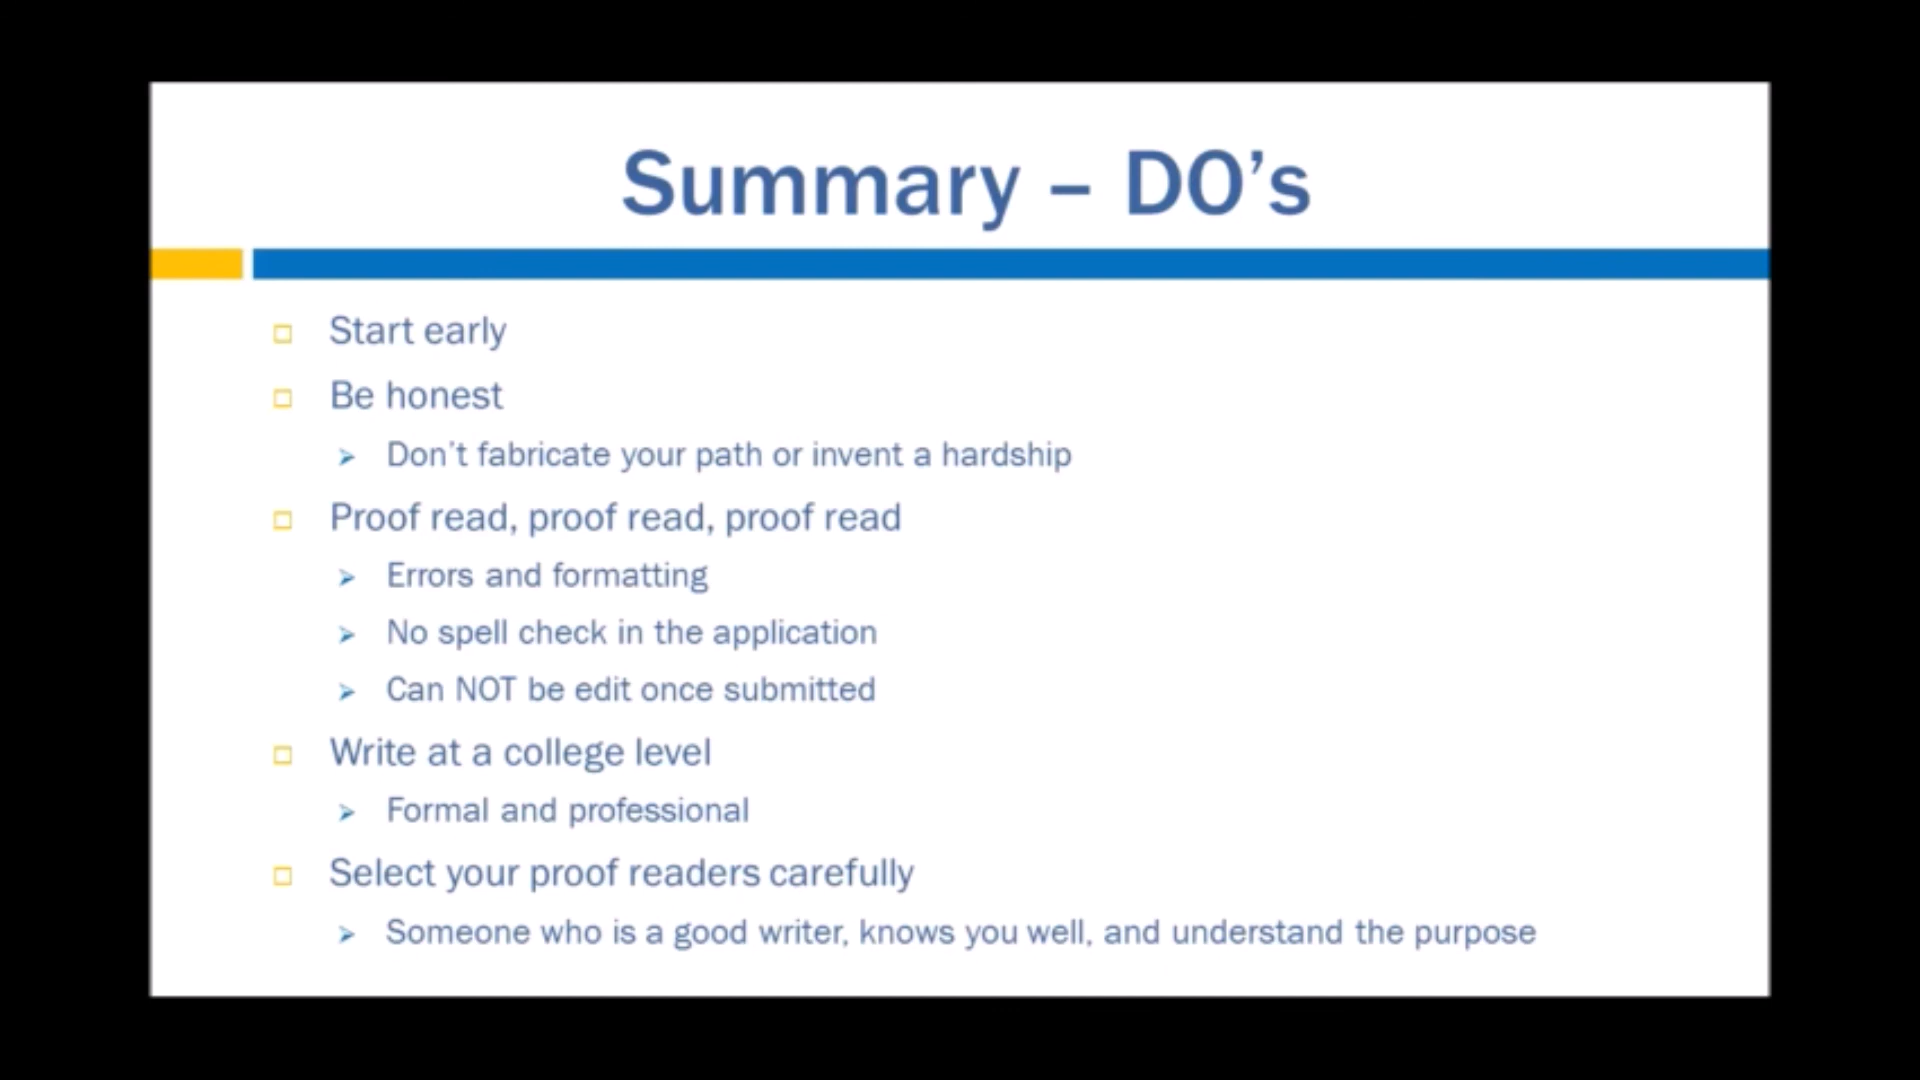 Summary – DO’s
Start early
Be honest
Don’t fabricate your path or invent a hardship
Proof read, proof read, proof read
Errors and formatting
No spell check in the application
Can NOT be edit once submitted
Write at a college level
Formal and professional
Select your proof readers carefully
Someone who is a good writer, knows you well, and understand the purpose